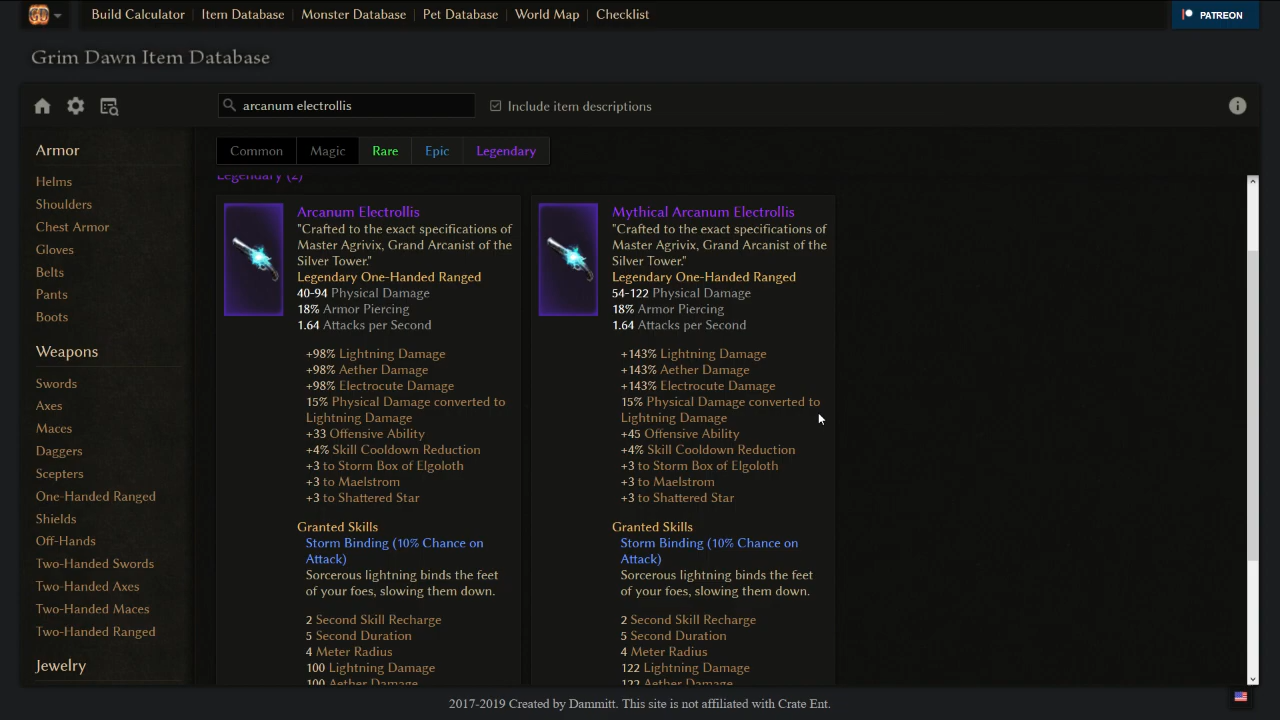 Build Calculator
Item Database
Monster Database
Pet Database
World Map
Checklist
PATREON
Grim Dawn Item Database
arcanum electrollis
Include item descriptions
Armor
Helms
Shoulders
Chest Armor
Gloves
Belts
Pants
Boots
Weapons
Swords
Axes
Maces
Daggers
Scepters
One-Handed Ranged
Shields
Off-Hands
Two-Handed Swords
Two-Handed Axes
Two-Handed Maces
Two-Handed Ranged
Jewelry
Common
Magic
Rare
Epic
Legendary
Legendary (2)
Arcanum Electrollis
"Crafted to the exact specifications of
Master Agrivix, Grand Arcanist of the
Silver Tower."
Legendary One-Handed Ranged
40-94 Physical Damage
18% Armor Piercing
1.64 Attacks per Second
+98% Lightning Damage
+98% Aether Damage
+98% Electrocute Damage
15% Physical Damage converted to
Lightning Damage
+33 Offensive Ability
+4% Skill Cooldown Reduction
+3 to Storm Box of Elgoloth
+3 to Maelstrom
+3 to Shattered Star
Granted Skills
Storm Binding (10% Chance on
Attack)
Sorcerous lightning binds the feet
of your foes, slowing them down.
2 Second Skill Recharge
5 Second Duration
4 Meter Radius
100 Lightning Damage
100 Aether Damage
Mythical Arcanum Electrollis
"Crafted to the exact specifications of
Master Agrivix, Grand Arcanist of the
Silver Tower."
Legendary One-Handed Ranged
54-122 Physical Damage
18% Armor Piercing
1.64 Attacks per Second
+143% Lightning Damage
+143% Aether Damage
+143% Electrocute Damage
15% Physical Damage converted to
Lightning Damage
+45 Offensive Ability
+4% Skill Cooldown Reduction
+3 to Storm Box of Elgoloth
+3 to Maelstrom
+3 to Shattered Star
Granted Skills
Storm Binding (10% Chance on
Attack)
Sorcerous lightning binds the feet
of your foes, slowing them down.
2 Second Skill Recharge
5 Second Duration
4 Meter Radius
122 Lightning Damage
122 Aether Damage
2017-2019 Created by Dammitt. This site is not affiliated with Crate Ent.